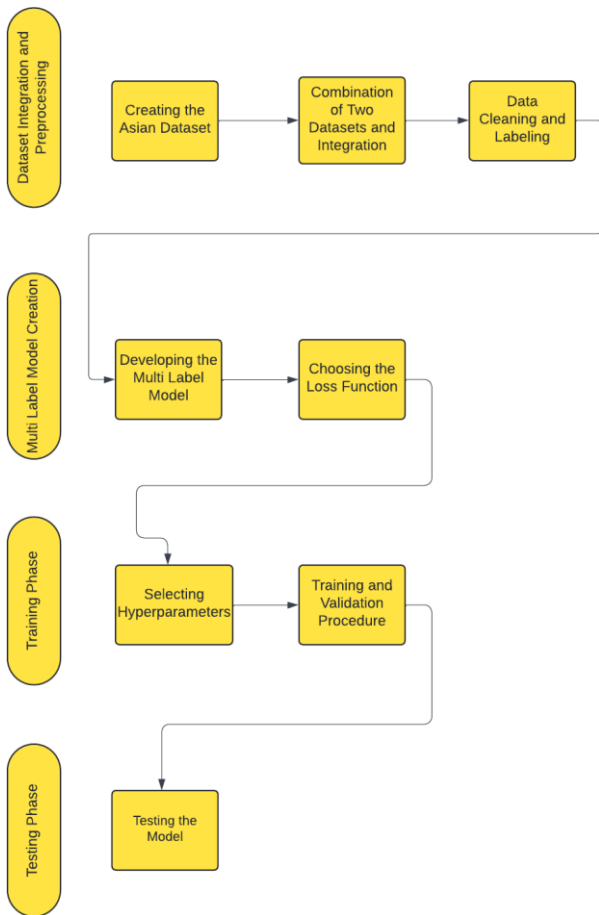 Dataset Integration and
Preprocessing
Creating the
Asian Dataset
Combination
of Two
Datasets and
Integration
Data
Cleaning and
Labeling
Multi Label Model Creation
Developing the
Multi Label
Model
Choosing the
Loss Function
Training Phase
Selecting
Hyperparameters
Training and
Validation
Procedure
Testing Phase
Testing the
Model